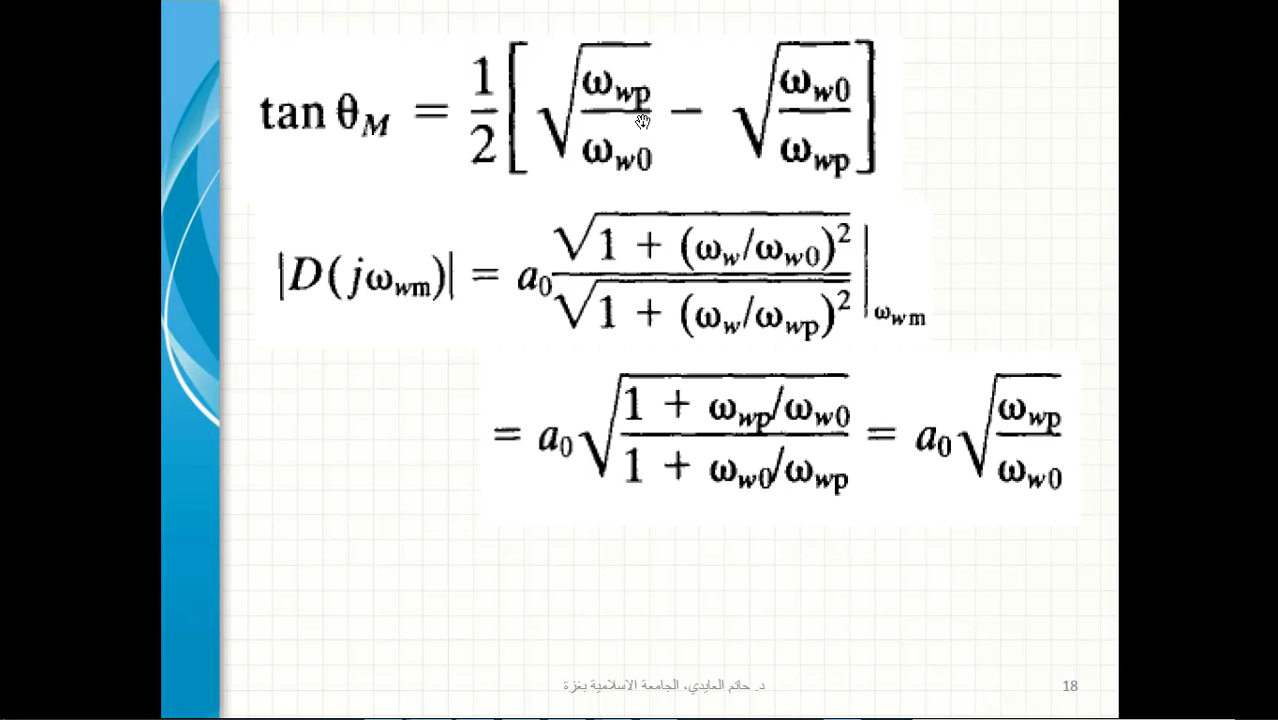 tan θ_M = 1/2 [ √(ω_wp/ω_w0) − √(ω_w0/ω_wp) ]
|D(jω_wm)| = a_0 √(1 + (ω_w/ω_w0)²) / √(1 + (ω_w/ω_wp)²) |_ω_wm
= a_0 √((1 + ω_wp/ω_w0) / (1 + ω_w0/ω_wp)) = a_0 √(ω_wp/ω_w0)
د. حاتم العايدي، الجامعة الاسلامية بغزة
18